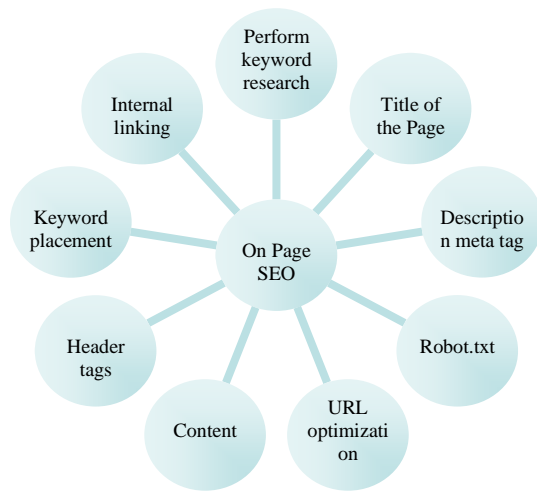 Perform
keyword
research
Title of
the Page
Descriptio
n meta tag
Robot.txt
URL
optimizati
on
Content
Header
tags
Keyword
placement
Internal
linking
On Page
SEO